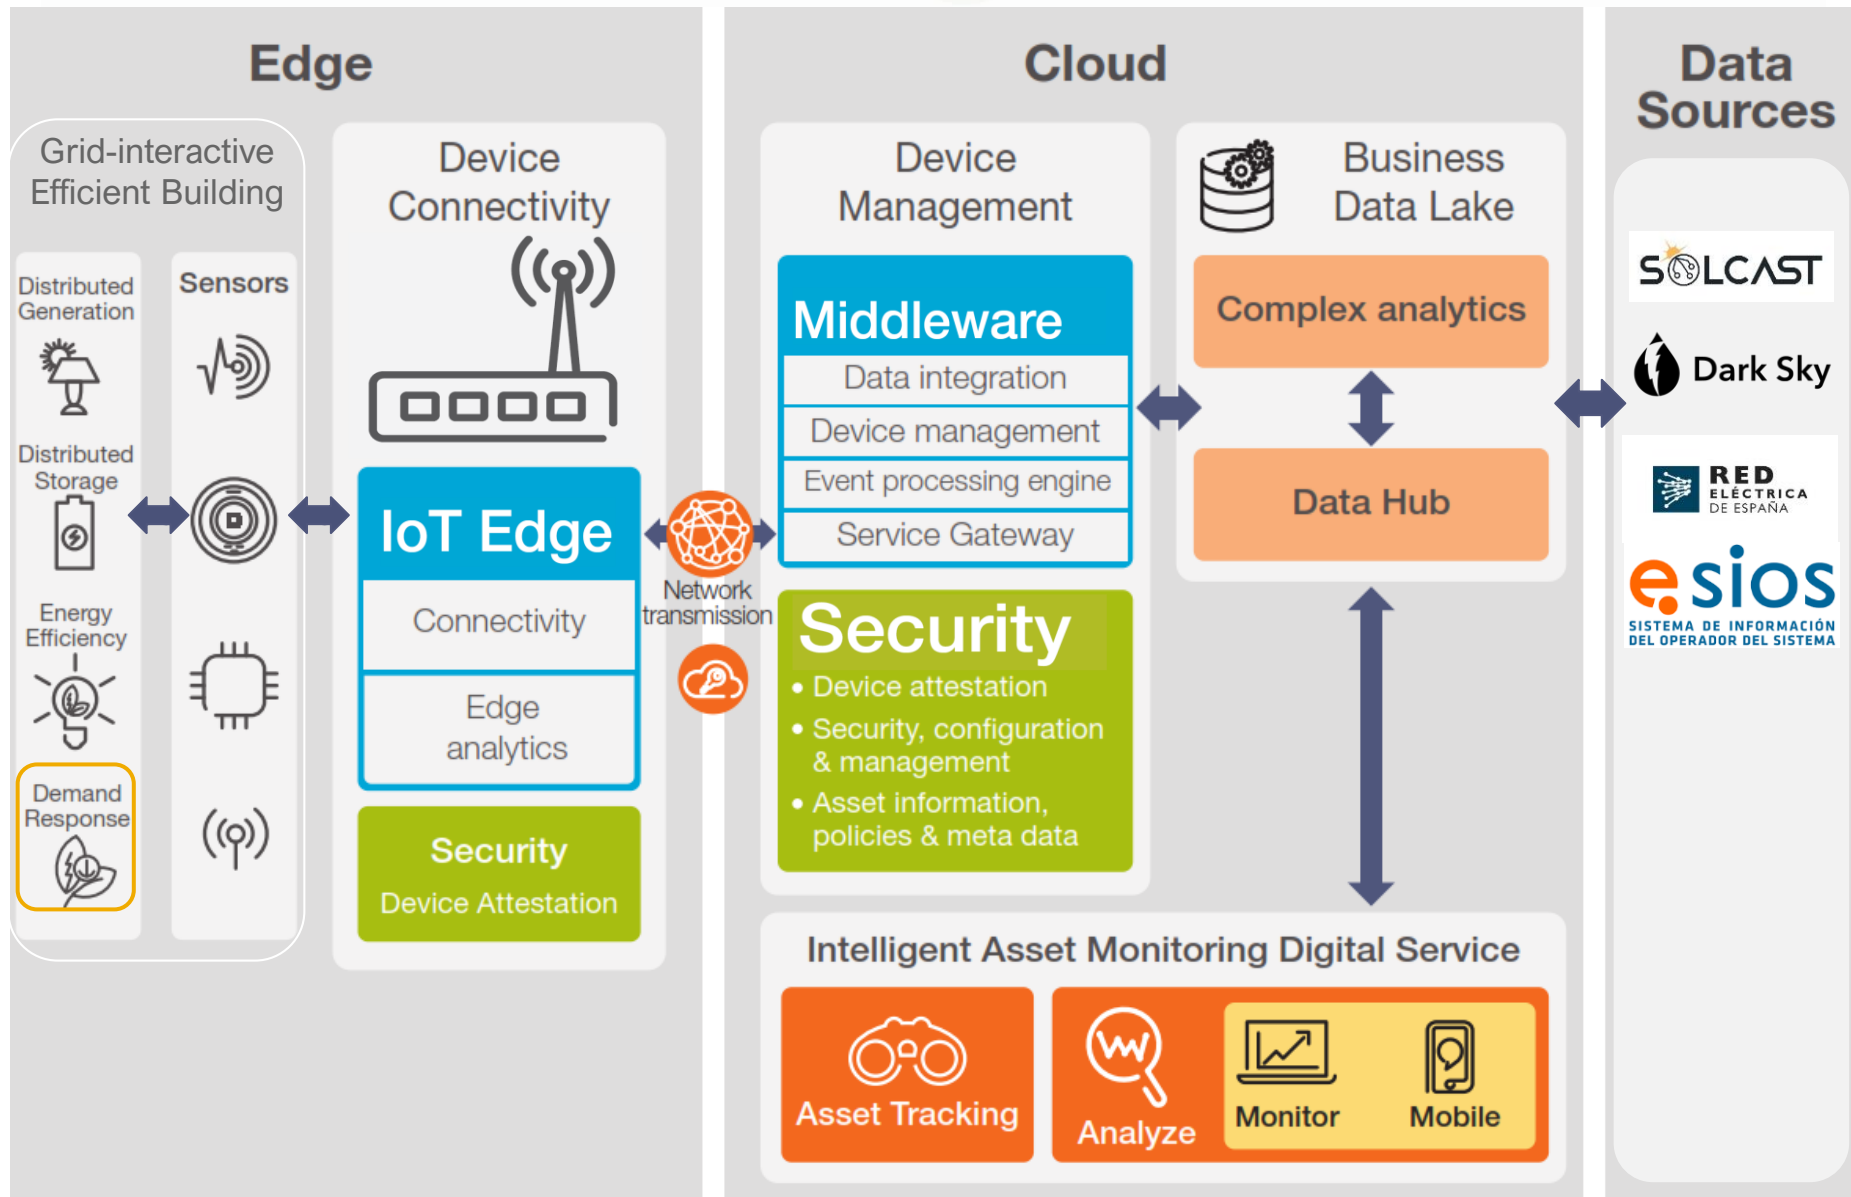 Edge
Grid-interactive
Efficient Building
Distributed
Generation
Distributed
Storage
Energy
Efficiency
Demand
Response
Sensors
Device
Connectivity
IoT Edge
Connectivity
Edge
analytics
Security
Device Attestation
Network
transmission
Cloud
Device
Management
Middleware
Data integration
Device management
Event processing engine
Service Gateway
Security
• Device attestation
• Security, configuration
& management
• Asset information,
policies & meta data
Business
Data Lake
Complex analytics
Data Hub
Intelligent Asset Monitoring Digital Service
Asset Tracking
Analyze
Monitor
Mobile
Data
Sources
SOLCAST
Dark Sky
RED
ELÉCTRICA
DE ESPAÑA
esios
SISTEMA DE INFORMACIÓN
DEL OPERADOR DEL SISTEMA